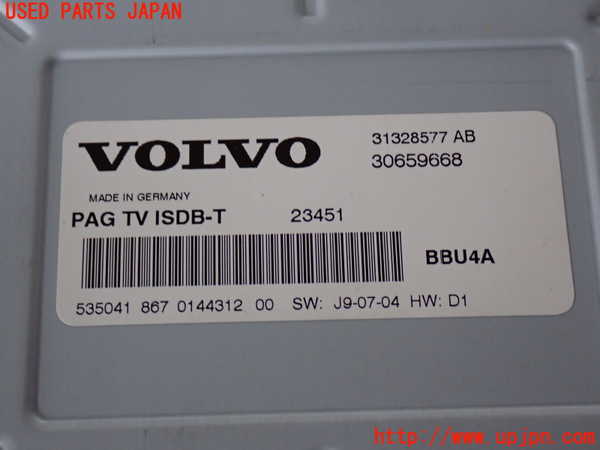 USED PARTS JAPAN
VOLVO
31328577 AB
30659668
MADE IN GERMANY
PAG TV ISDB-T 23451
BBU4A
535041 867 0144312 00 SW: J9-07-04 HW: D1
http://www.upjpn.com/